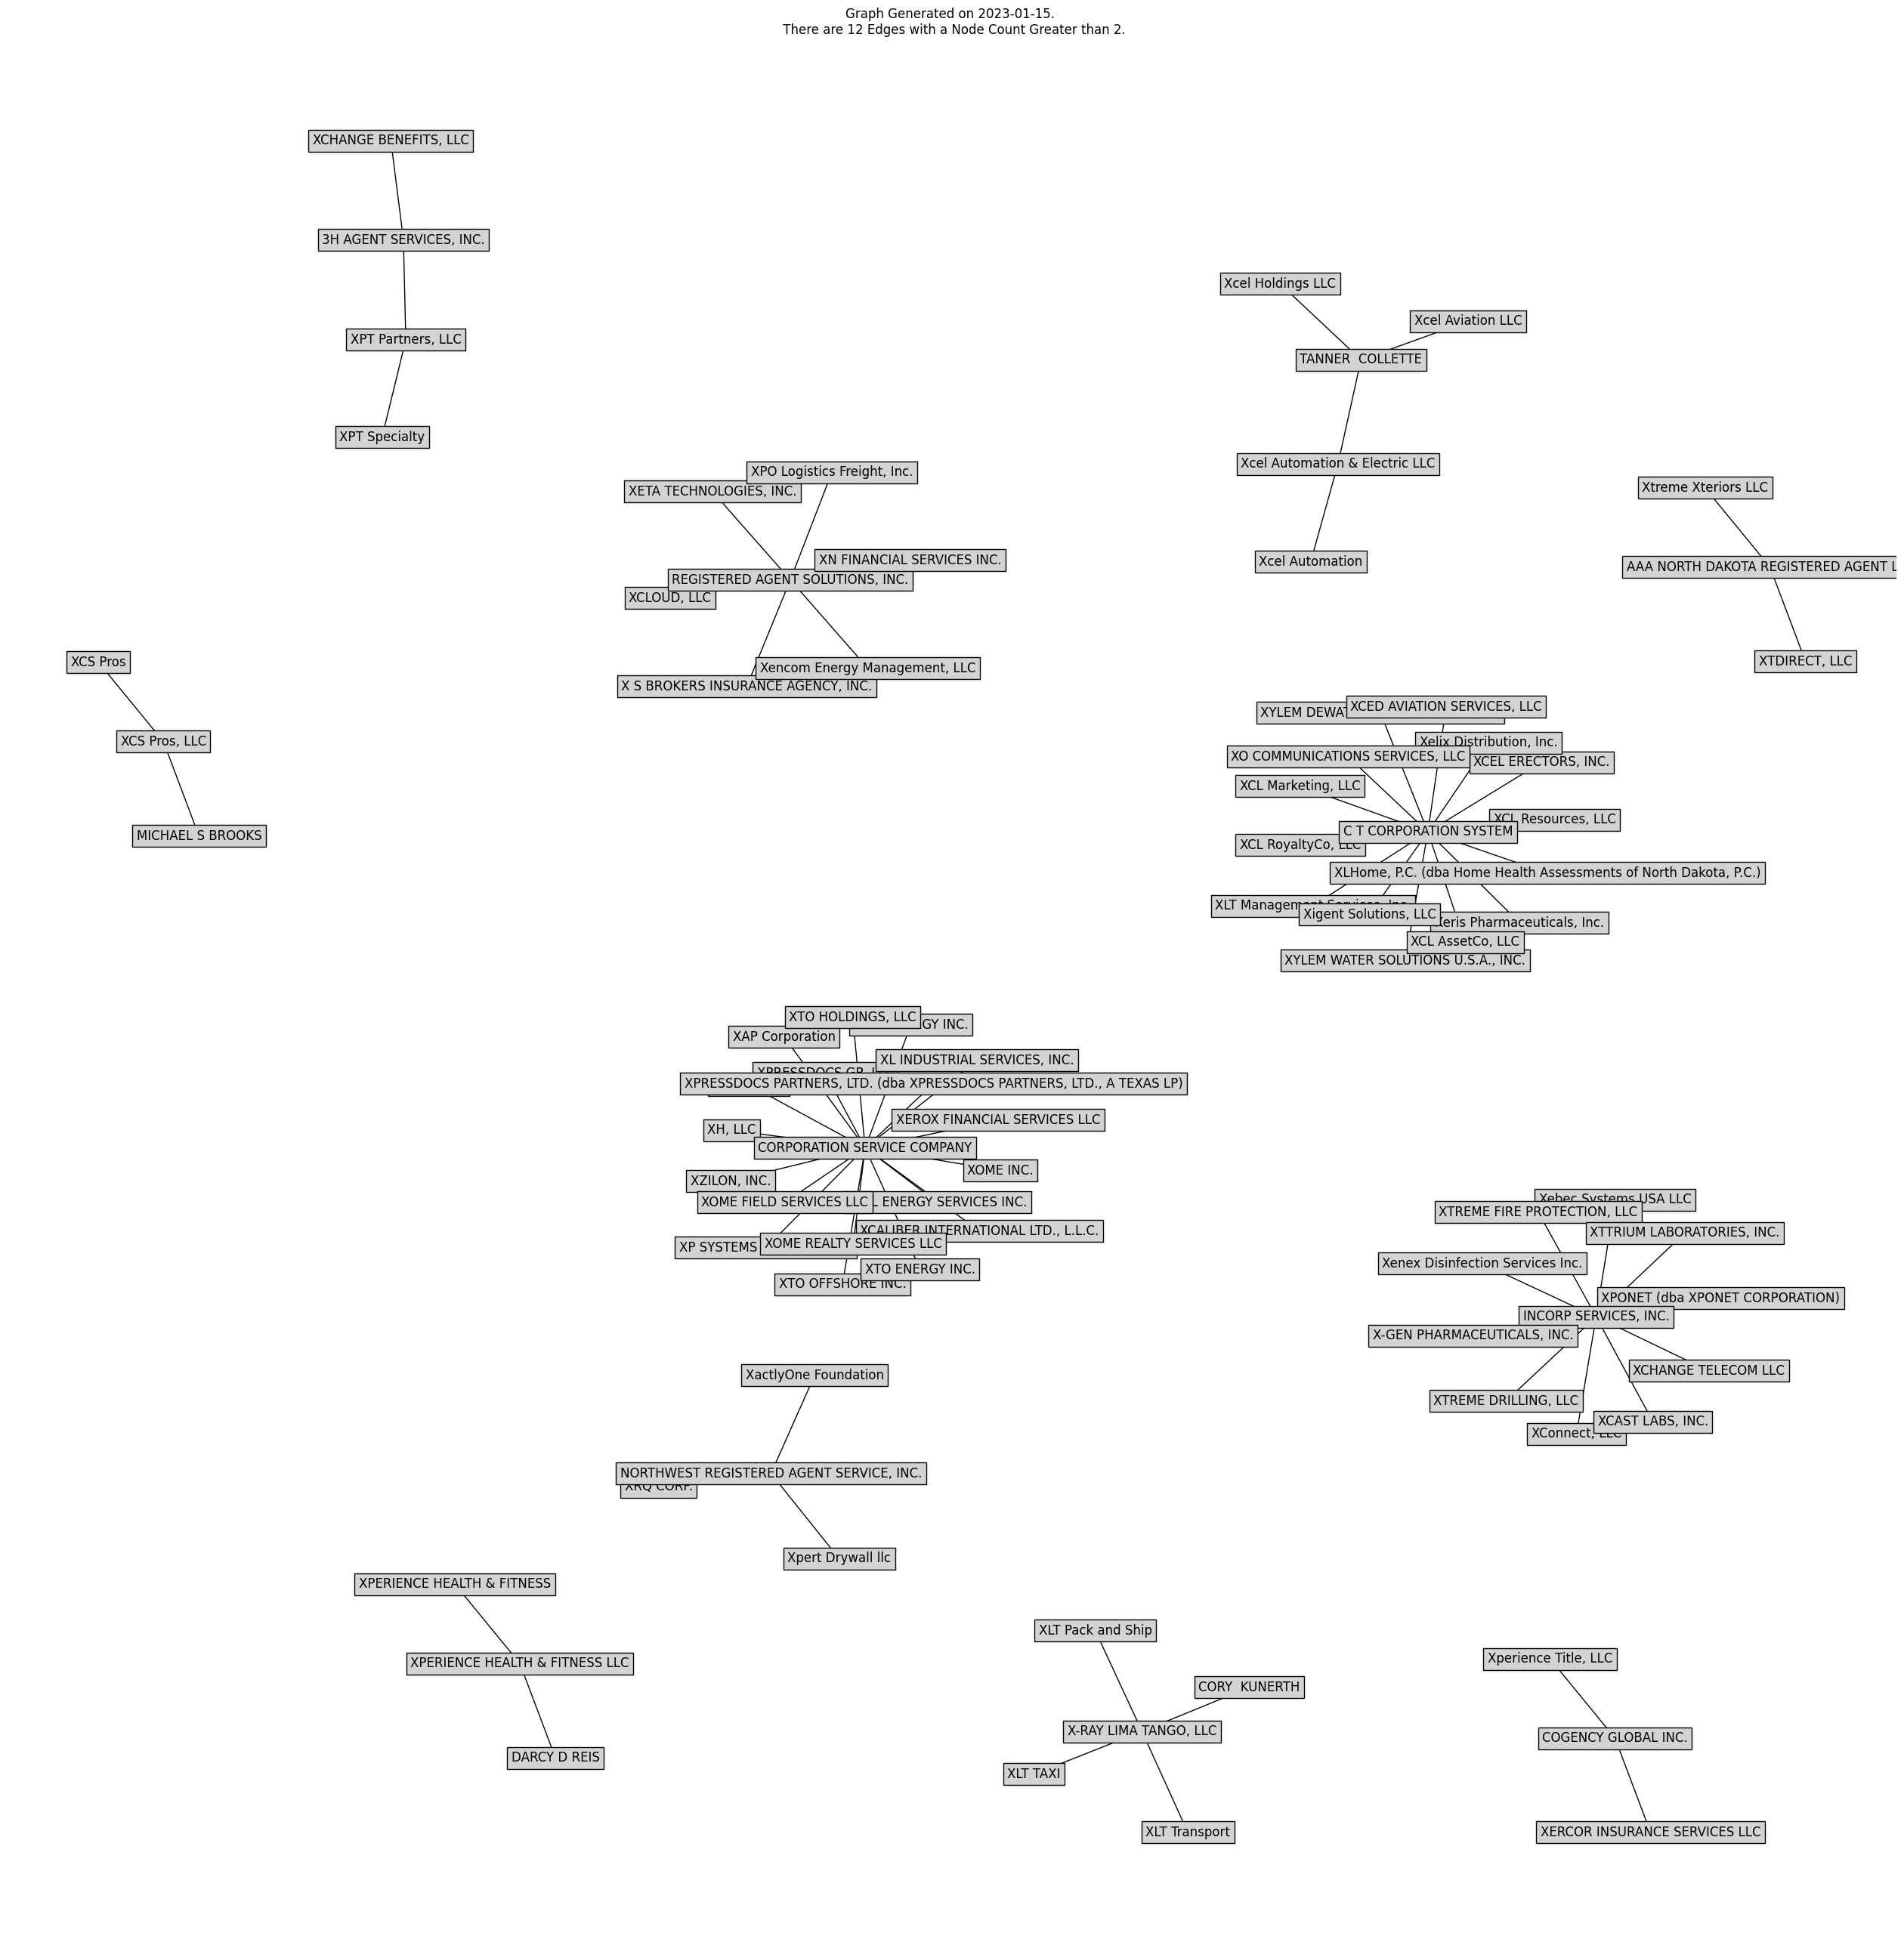 Graph Generated on 2023-01-15.
There are 12 Edges with a Node Count Greater than 2.
XCHANGE BENEFITS, LLC
3H AGENT SERVICES, INC.
XPT Partners, LLC
XPT Specialty
Xcel Holdings LLC
Xcel Aviation LLC
TANNER  COLLETTE
Xcel Automation & Electric LLC
Xcel Automation
XPO Logistics Freight, Inc.
XETA TECHNOLOGIES, INC.
XN FINANCIAL SERVICES INC.
REGISTERED AGENT SOLUTIONS, INC.
XCLOUD, LLC
Xencom Energy Management, LLC
X S BROKERS INSURANCE AGENCY, INC.
Xtreme Xteriors LLC
AAA NORTH DAKOTA REGISTERED AGENT
XTDIRECT, LLC
XCS Pros
XCS Pros, LLC
MICHAEL S BROOKS
XCED AVIATION SERVICES, LLC
XYLEM
Xelix Distribution, Inc.
XO COMMUNICATIONS SERVICES, LLC
XCEL ERECTORS, INC.
XCL Marketing, LLC
XCL Resources, LLC
C T CORPORATION SYSTEM
XCL RoyaltyCo, LLC
XLHome, P.C. (dba Home Health Assessments of North Dakota, P.C.)
XLT Management Services, Inc.
Xigent Solutions, LLC
Xeris Pharmaceuticals, Inc.
XCL AssetCo, LLC
XYLEM WATER SOLUTIONS U.S.A., INC.
XTO HOLDINGS, LLC
INC.
XAP Corporation
XL INDUSTRIAL SERVICES, INC.
XPRESSDOCS GP,
XPRESSDOCS PARTNERS, LTD. (dba XPRESSDOCS PARTNERS, LTD., A TEXAS LP)
XEROX FINANCIAL SERVICES LLC
XH, LLC
CORPORATION SERVICE COMPANY
XOME INC.
XZILON, INC.
XOME FIELD SERVICES LLC
ENERGY SERVICES INC.
XCALIBER INTERNATIONAL LTD., L.L.C.
XP SYSTEMS
XOME REALTY SERVICES LLC
XTO ENERGY INC.
XTO OFFSHORE INC.
Xebec Systems USA LLC
XTREME FIRE PROTECTION, LLC
XTTRIUM LABORATORIES, INC.
Xenex Disinfection Services Inc.
XPONET (dba XPONET CORPORATION)
INCORP SERVICES, INC.
X-GEN PHARMACEUTICALS, INC.
XCHANGE TELECOM LLC
XTREME DRILLING, LLC
XCAST LABS, INC.
XConnect, LLC
XactlyOne Foundation
NORTHWEST REGISTERED AGENT SERVICE, INC.
XRQ CORP.
Xpert Drywall llc
XPERIENCE HEALTH & FITNESS
XPERIENCE HEALTH & FITNESS LLC
DARCY D REIS
XLT Pack and Ship
CORY  KUNERTH
X-RAY LIMA TANGO, LLC
XLT TAXI
XLT Transport
Xperience Title, LLC
COGENCY GLOBAL INC.
XERCOR INSURANCE SERVICES LLC